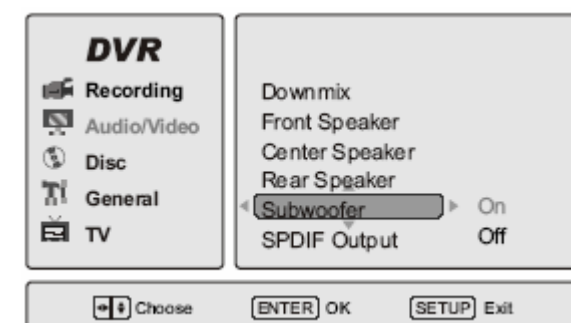 DVR
Recording
Audio/Video
Disc
General
TV
Downmix
Front Speaker
Center Speaker
Rear Speaker
Subwoofer On
SPDIF Output Off
Choose ENTER OK SETUP Exit